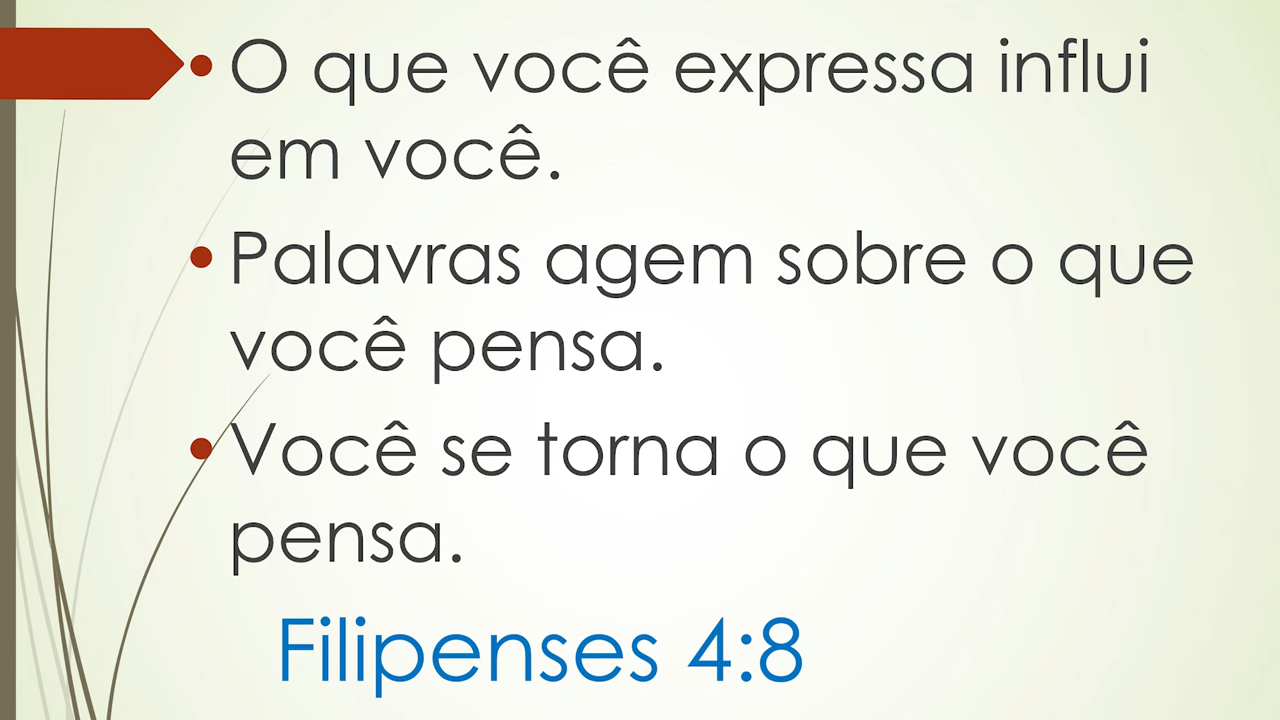 • O que você expressa influi
em você.
• Palavras agem sobre o que
você pensa.
• Você se torna o que você
pensa.
Filipenses 4:8